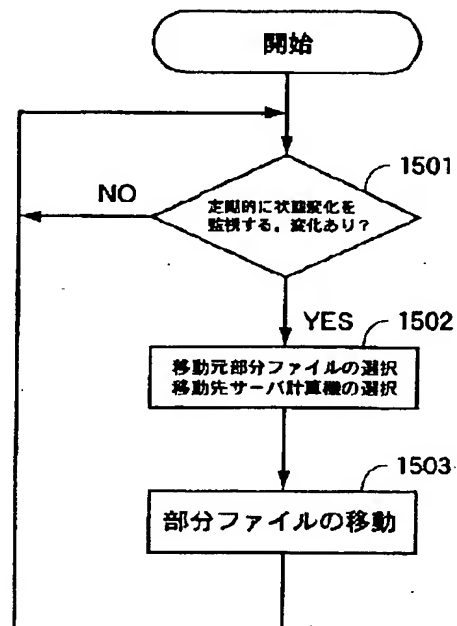 開始
1501
NO
定期的に状態変化を
監視する。変化あり?
YES
1502
移動元部分ファイルの選択
移動先サーバ計算機の選択
1503
部分ファイルの移動